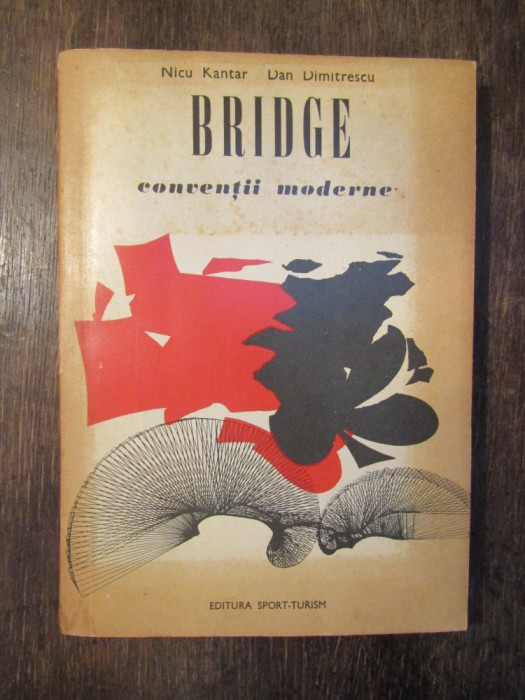 Nicu Kantar Dan Dimitrescu
BRIDGE
convenții moderne
EDITURA SPORT-TURISM